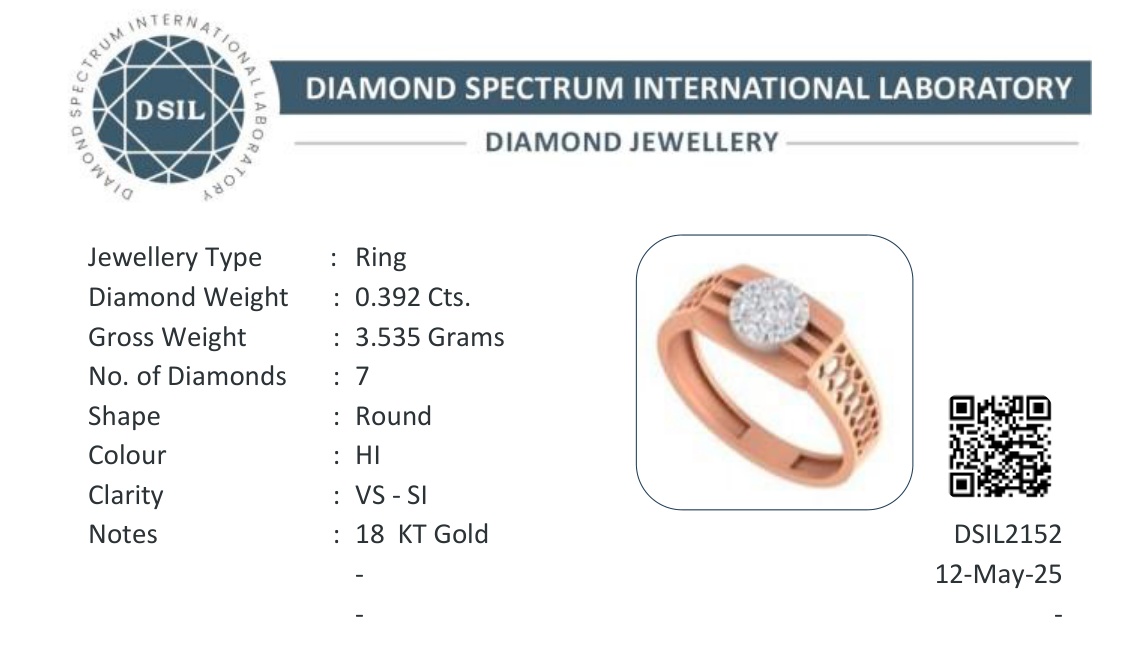 DIAMOND SPECTRUM INTERNATIONAL LABORATORY
DSIL
DIAMOND SPECTRUM INTERNATIONAL LABORATORY
DIAMOND JEWELLERY
Jewellery Type : Ring
Diamond Weight : 0.392 Cts.
Gross Weight : 3.535 Grams
No. of Diamonds : 7
Shape : Round
Colour : HI
Clarity : VS - SI
Notes : 18 KT Gold
-
-
DSIL2152
12-May-25
-